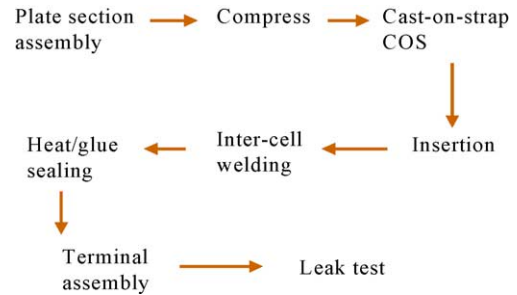 Plate section
assembly
Compress
Cast-on-strap
COS
Insertion
Inter-cell
welding
Heat/glue
sealing
Terminal
assembly
Leak test